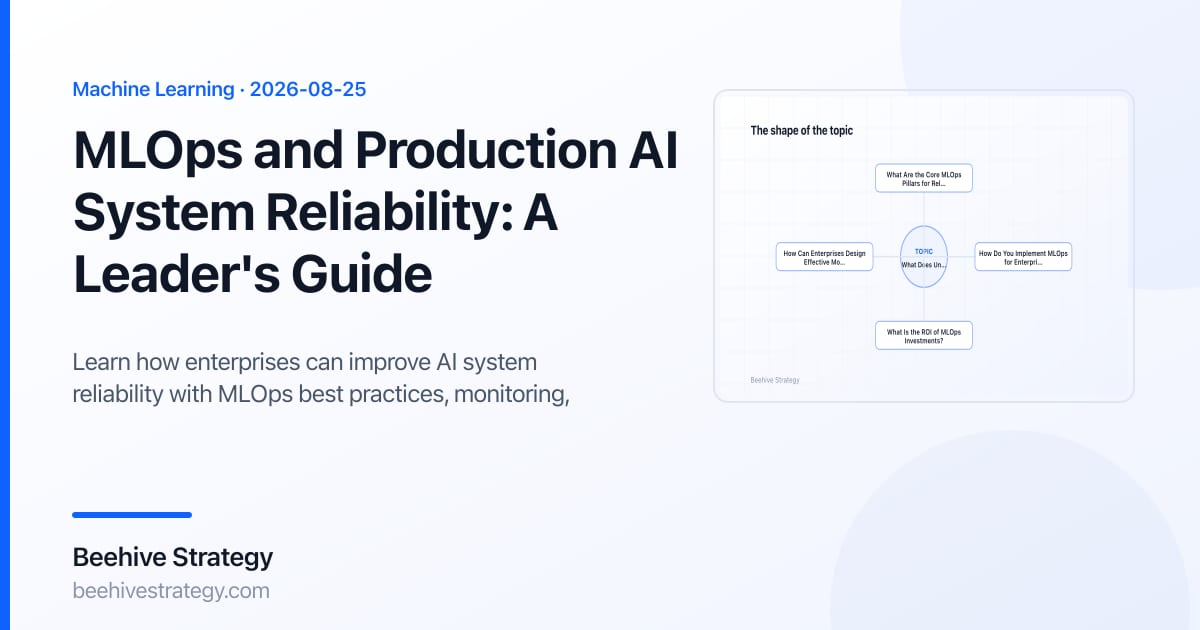 Machine Learning · 2026-08-25
MLOps and Production AI
System Reliability: A
Leader's Guide
Learn how enterprises can improve AI system
reliability with MLOps best practices, monitoring,
Beehive Strategy
beehivestrategy.com
The shape of the topic
What Are the Core MLOps
Pillars for Rel...
How Can Enterprises Design
Effective Mo...
TOPIC
What Does Un...
How Do You Implement MLOps
for Enterpri...
What Is the ROI of MLOps
Investments?
Beehive Strategy